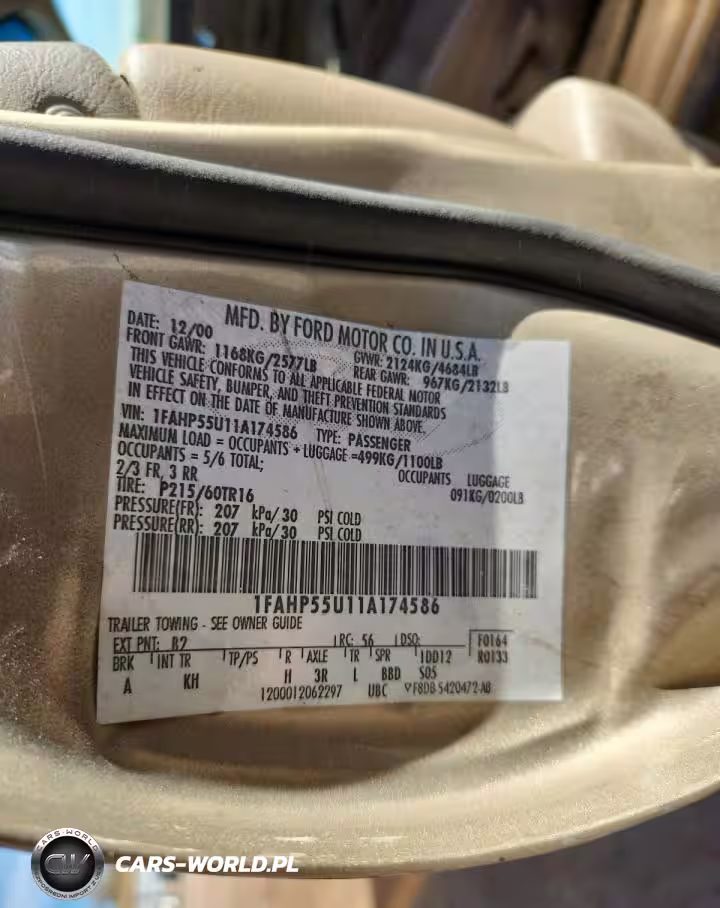 MFD. BY FORD MOTOR CO. IN U.S.A.
DATE: 12/00 GVWR: 2124KG/4684LB
FRONT GAWR: 1168KG/2577LB REAR GAWR: 967KG/2132LB
THIS VEHICLE CONFORMS TO ALL APPLICABLE FEDERAL MOTOR
VEHICLE SAFETY, BUMPER, AND THEFT PREVENTION STANDARDS
IN EFFECT ON THE DATE OF MANUFACTURE SHOWN ABOVE.
VIN: 1FAHP55U11A174586 TYPE: PASSENGER
MAXIMUM LOAD = OCCUPANTS + LUGGAGE =499KG/1100LB
OCCUPANTS = 5/6 TOTAL; OCCUPANTS LUGGAGE
2/3 FR, 3 RR 091KG/0200LB
TIRE: P215/60TR16
PRESSURE(FR): 207 kPa/30 PSI COLD
PRESSURE(RR): 207 kPa/30 PSI COLD
1FAHP55U11A174586
TRAILER TOWING - SEE OWNER GUIDE
EXT PNT: B2 RC: 56 DSO: F0164
BRK INT TR TP/PS R AXLE TR SPR IDD12 R0133
A KH H 3R L BBD S05
1200012062297 UBC F8DB 5420472-AB
CARS-WORLD
CW
CARS-WORLD.PL